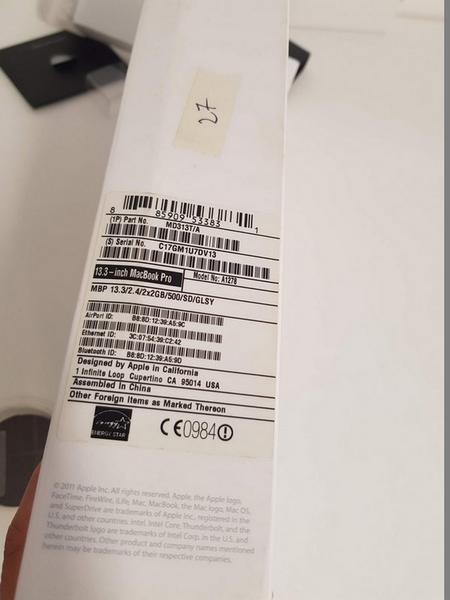 27
8 85909 53383 1
(1P) Part No. MD313T/A
(S) Serial No. C17GM1U7DV13
13.3-inch MacBook Pro Model No: A1278
MBP 13.3/2.4/2x2GB/500/SD/GLSY
AirPort ID: B8:8D:12:39:A5:9C
Ethernet ID: 3C:07:54:39:C2:42
Bluetooth ID: B8:8D:12:39:A5:9D
Designed by Apple in California
1 Infinite Loop Cupertino CA 95014 USA
Assembled in China
Other Foreign Items as Marked Thereon
ENERGY STAR CE0984!
© 2011 Apple Inc. All rights reserved. Apple, the Apple logo,
FaceTime, FireWire, iLife, Mac, MacBook, the Mac logo, Mac OS,
and SuperDrive are trademarks of Apple Inc., registered in the
U.S. and other countries. Intel, Intel Core, Thunderbolt, and the
Thunderbolt logo are trademarks of Intel Corp. in the U.S. and
other countries. Other product and company names mentioned
herein may be trademarks of their respective companies.